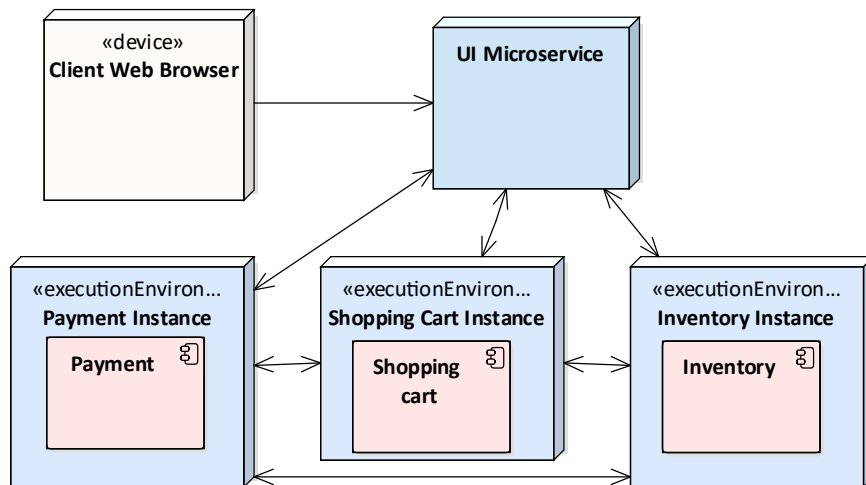 «device»
Client Web Browser
UI Microservice
«executionEnviron...
Payment Instance
Payment
«executionEnviron...
Shopping Cart Instance
Shopping
cart
«executionEnviron...
Inventory Instance
Inventory